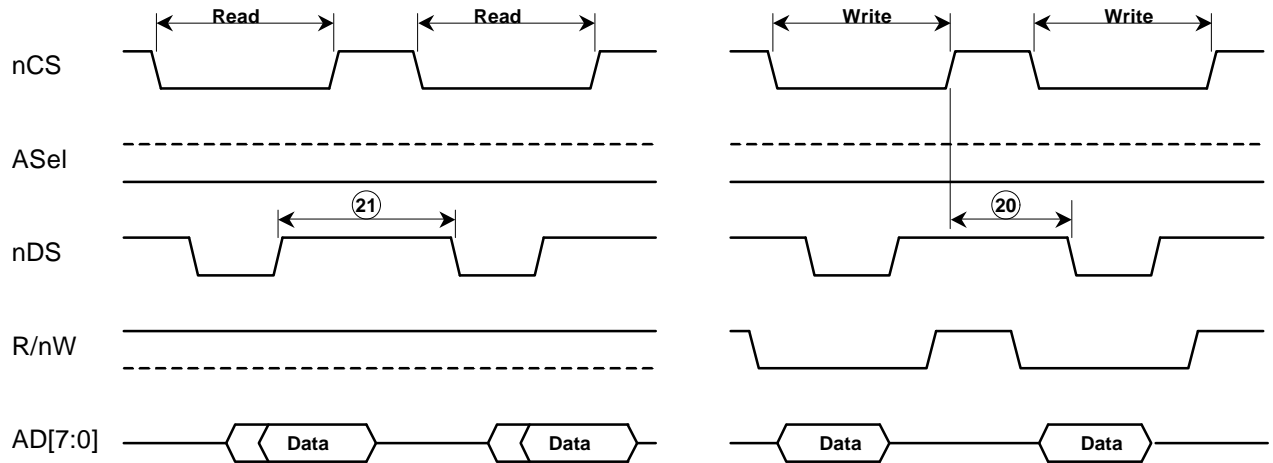 Read Read Write Write
nCS
ASel
21 20
nDS
R/nW
AD[7:0] Data Data Data Data